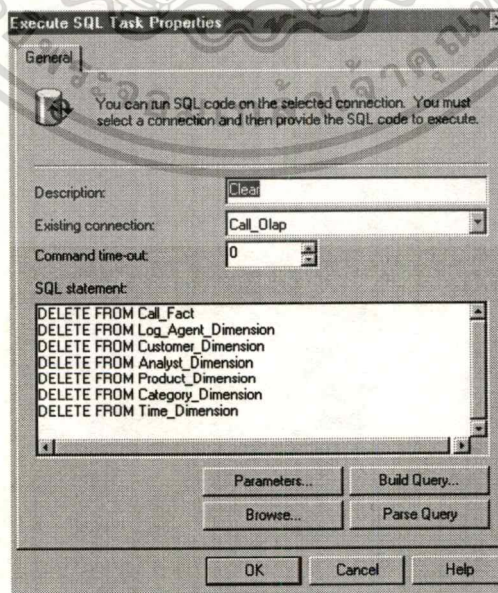 Execute SQL Task Properties
General
You can run SQL code on the selected connection. You must
select a connection and then provide the SQL code to execute.
Description:
Clear
Existing connection:
Call_Olap
Command time-out:
0
SQL statement:
DELETE FROM Call_Fact
DELETE FROM Log_Agent_Dimension
DELETE FROM Customer_Dimension
DELETE FROM Analyst_Dimension
DELETE FROM Product_Dimension
DELETE FROM Category_Dimension
DELETE FROM Time_Dimension
Parameters...
Build Query...
Browse...
Parse Query
OK
Cancel
Help